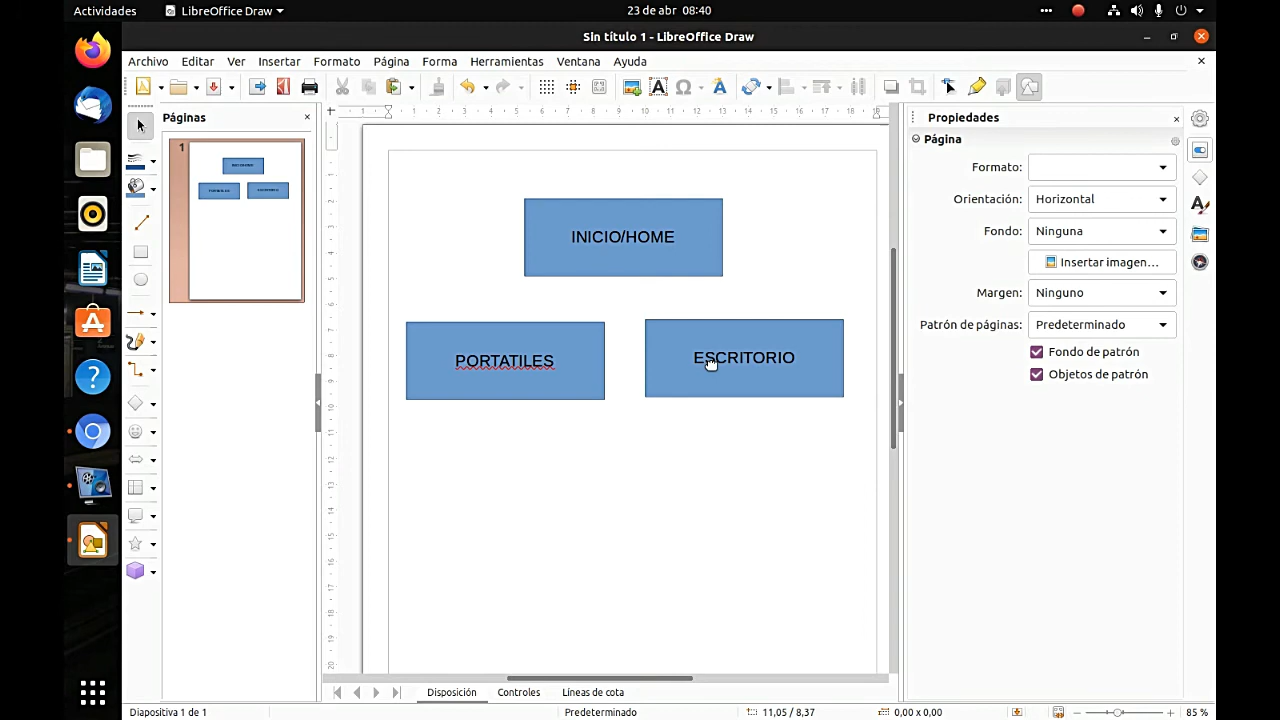 Actividades
LibreOffice Draw
23 de abr 08:40
Sin título 1 - LibreOffice Draw
Archivo Editar Ver Insertar Formato Página Forma Herramientas Ventana Ayuda
Páginas
1
INICIO/HOME
PORTATILES
ESCRITORIO
Propiedades
Página
Formato:
Orientación: Horizontal
Fondo: Ninguna
Insertar imagen...
Margen: Ninguno
Patrón de páginas: Predeterminado
Fondo de patrón
Objetos de patrón
Disposición Controles Líneas de cota
Diapositiva 1 de 1 Predeterminado 11,05 / 8,37 0,00 x 0,00 85 %